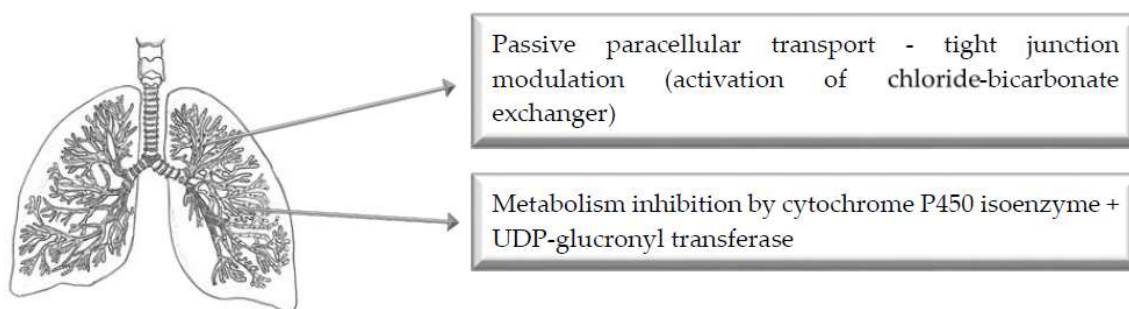 Passive paracellular transport - tight junction
modulation (activation of chloride-bicarbonate
exchanger)
Metabolism inhibition by cytochrome P450 isoenzyme +
UDP-glucronyl transferase